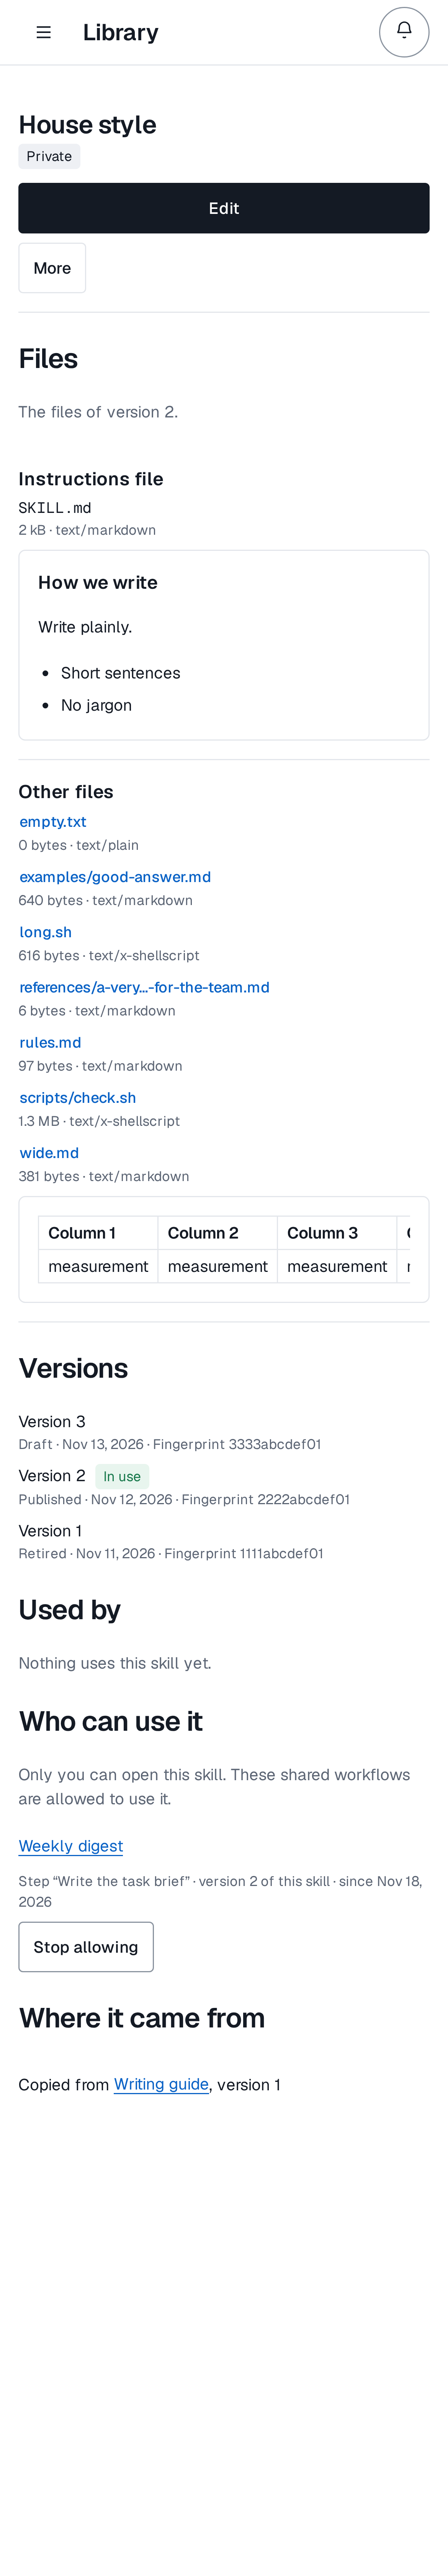 Library
House style
Private
Edit
More
Files
The files of version 2.
Instructions file
SKILL.md
2 kB · text/markdown
How we write
Write plainly.
• Short sentences
• No jargon
Other files
empty.txt
0 bytes · text/plain
examples/good-answer.md
640 bytes · text/markdown
long.sh
616 bytes · text/x-shellscript
references/a-very…-for-the-team.md
6 bytes · text/markdown
rules.md
97 bytes · text/markdown
scripts/check.sh
1.3 MB · text/x-shellscript
wide.md
381 bytes · text/markdown
Column 1 Column 2 Column 3
measurement measurement measurement
Versions
Version 3
Draft · Nov 13, 2026 · Fingerprint 3333abcdef01
Version 2 In use
Published · Nov 12, 2026 · Fingerprint 2222abcdef01
Version 1
Retired · Nov 11, 2026 · Fingerprint 1111abcdef01
Used by
Nothing uses this skill yet.
Who can use it
Only you can open this skill. These shared workflows
are allowed to use it.
Weekly digest
Step “Write the task brief” · version 2 of this skill · since Nov 18,
2026
Stop allowing
Where it came from
Copied from Writing guide, version 1